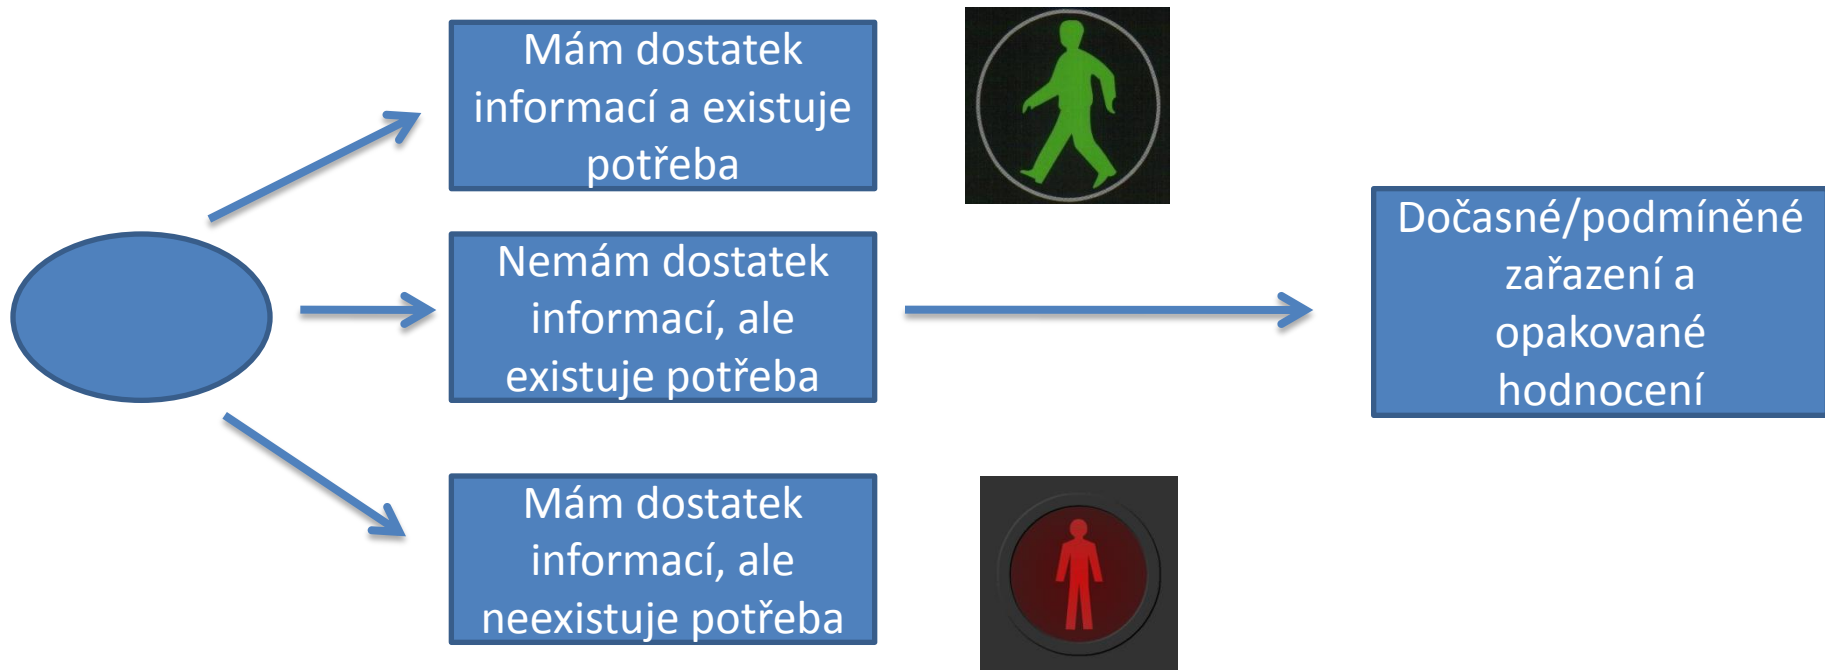 Mám dostatek
informací a existuje
potřeba
Nemám dostatek
informací, ale
existuje potřeba
Dočasné/podmíněné
zařazení a
opakované
hodnocení
Mám dostatek
informací, ale
neexistuje potřeba